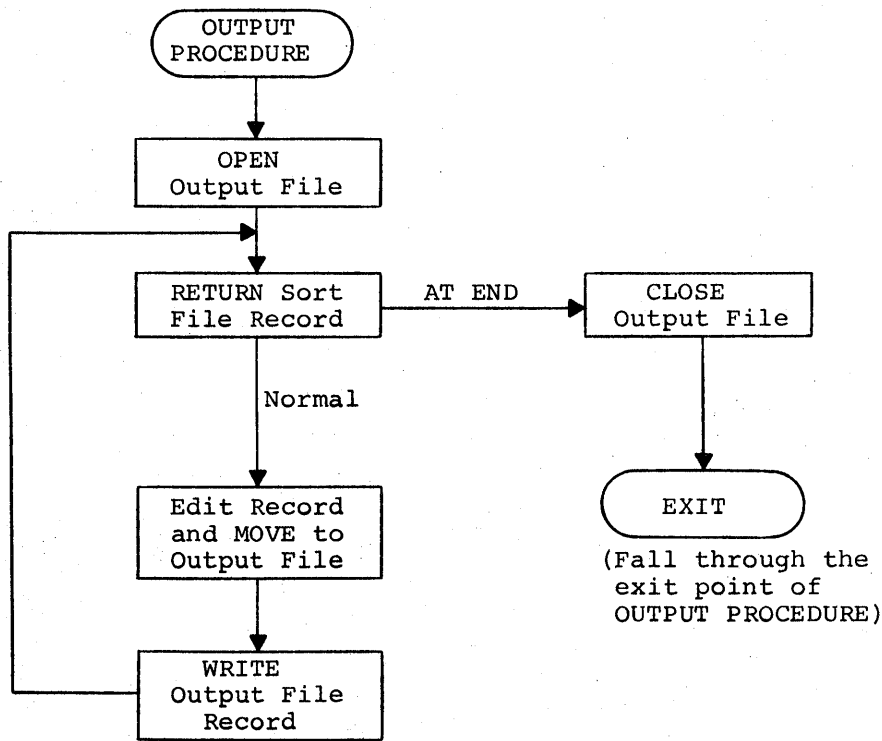 OUTPUT
PROCEDURE
OPEN
Output File
RETURN Sort
File Record
AT END
CLOSE
Output File
Normal
Edit Record
and MOVE to
Output File
EXIT
(Fall through the
exit point of
OUTPUT PROCEDURE)
WRITE
Output File
Record